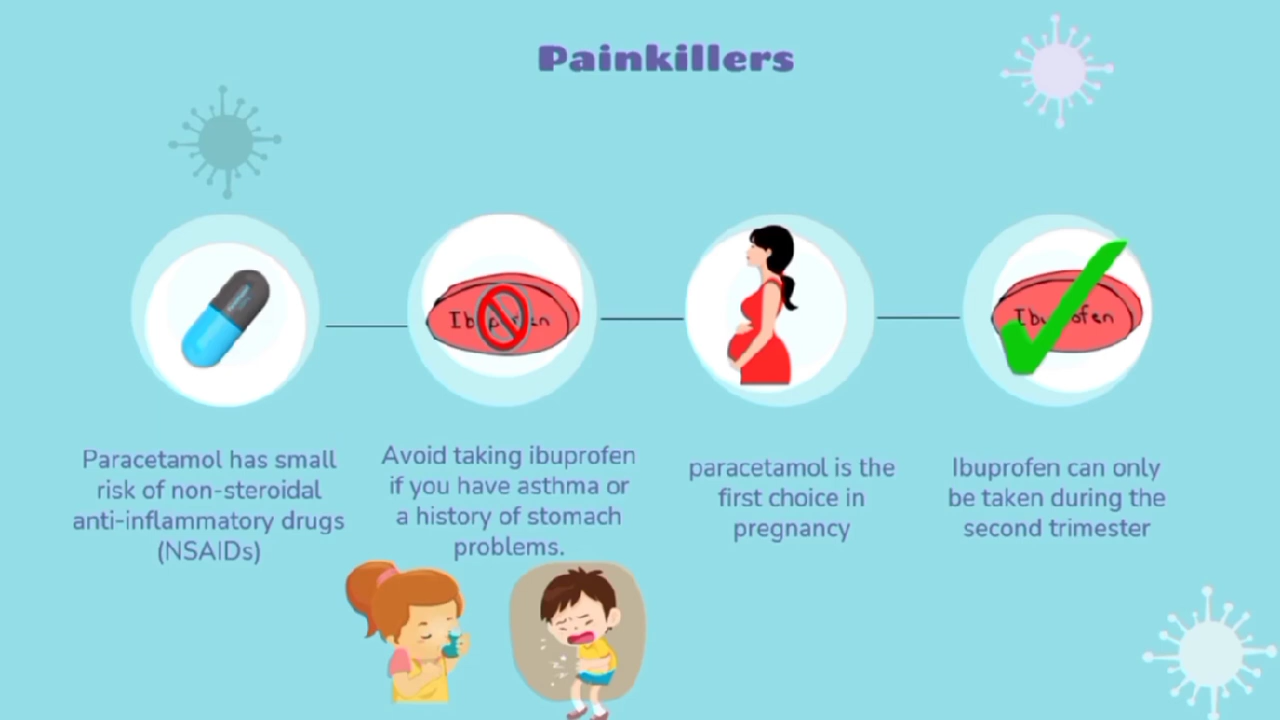 Painkillers
Paracetamol has small
risk of non-steroidal
anti-inflammatory drugs
(NSAIDs)
Avoid taking ibuprofen
if you have asthma or
a history of stomach
problems.
paracetamol is the
first choice in
pregnancy
Ibuprofen can only
be taken during the
second trimester